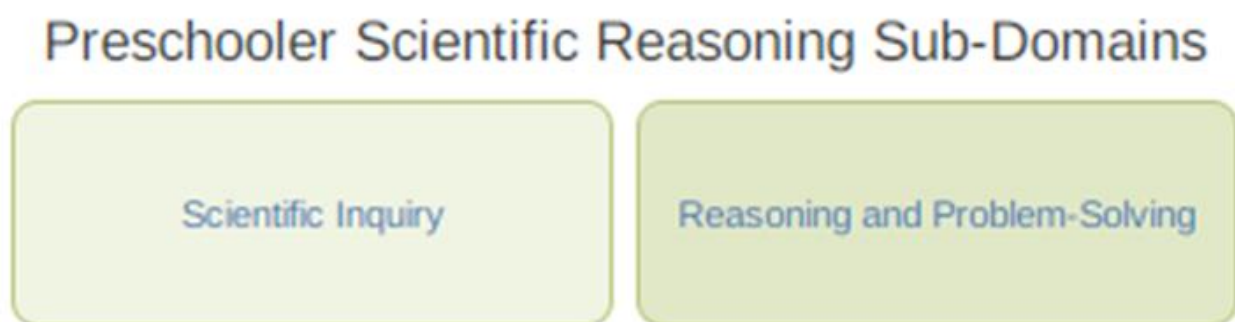 Preschooler Scientific Reasoning Sub-Domains
Scientific Inquiry
Reasoning and Problem-Solving